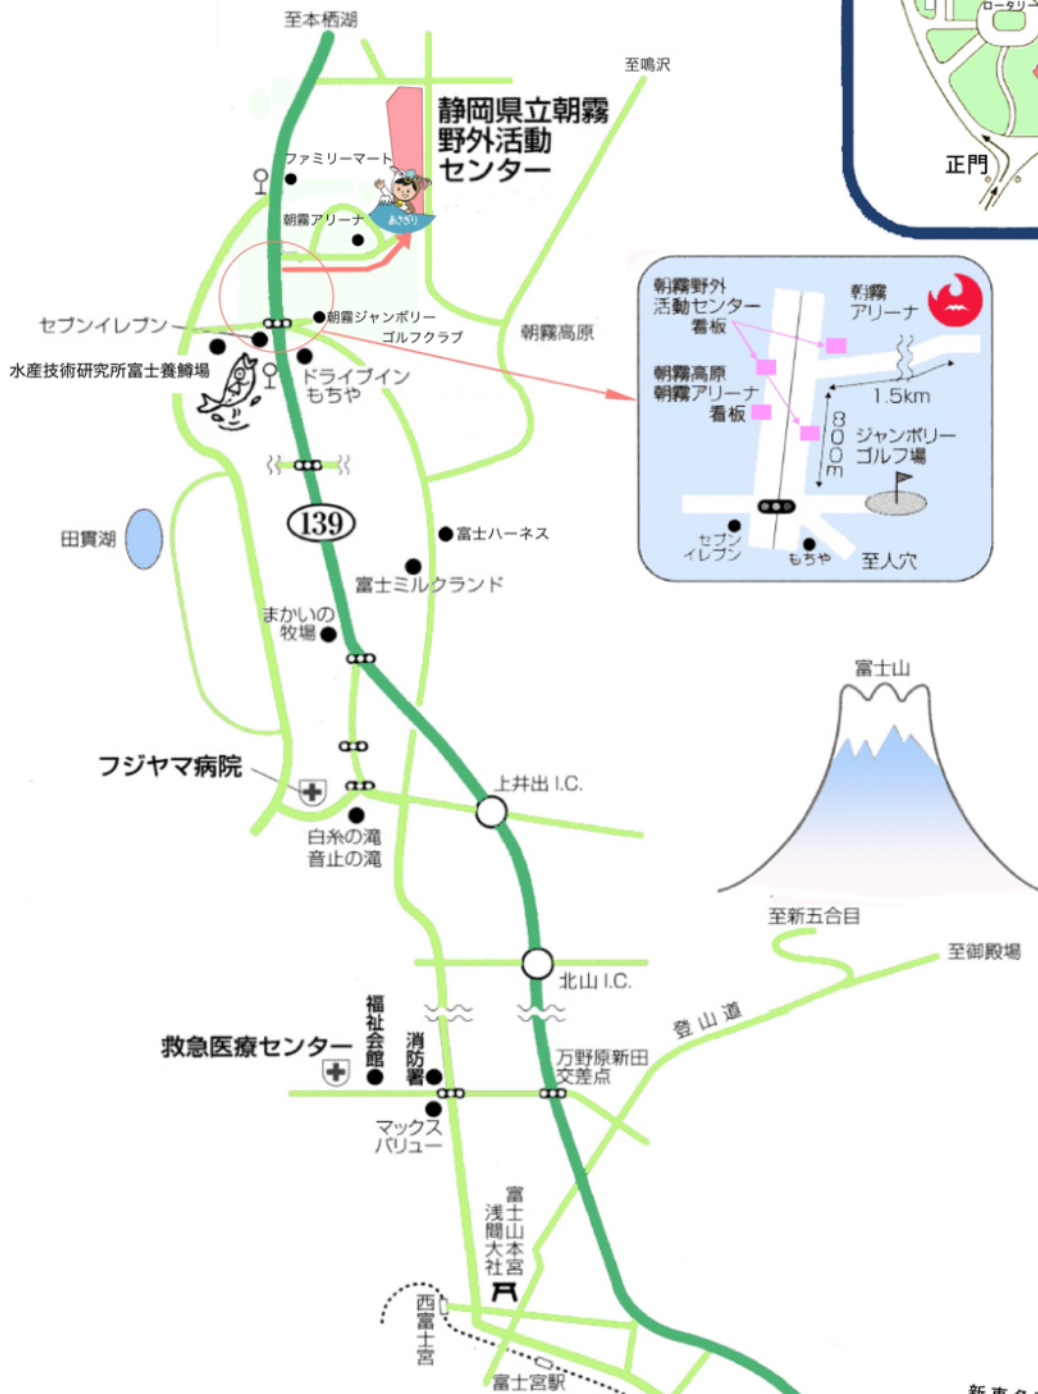 至本栖湖
ロータリー
至鳴沢
静岡県立朝霧
野外活動
センター
ファミリーマート
正門
あさぎり
朝霧アリーナ
朝霧野外
活動センター
看板
朝霧
アリーナ
朝霧ジャンボリー
ゴルフクラブ
セブンイレブン
朝霧高原
水産技術研究所富士養鱒場
ドライブイン
もちや
朝霧高原
朝霧アリーナ
看板
1.5km
800m
ジャンボリー
ゴルフ場
セブン
イレブン
もちや
至人穴
139
田貫湖
富士ハーネス
富士ミルクランド
まかいの
牧場
富士山
フジヤマ病院
上井出 I.C.
白糸の滝
音止の滝
至新五合目
至御殿場
北山 I.C.
登山道
福祉会館
消防署
救急医療センター
万野原新田
交差点
マックス
バリュー
富士山本宮
浅間大社
西富士宮
富士宮駅